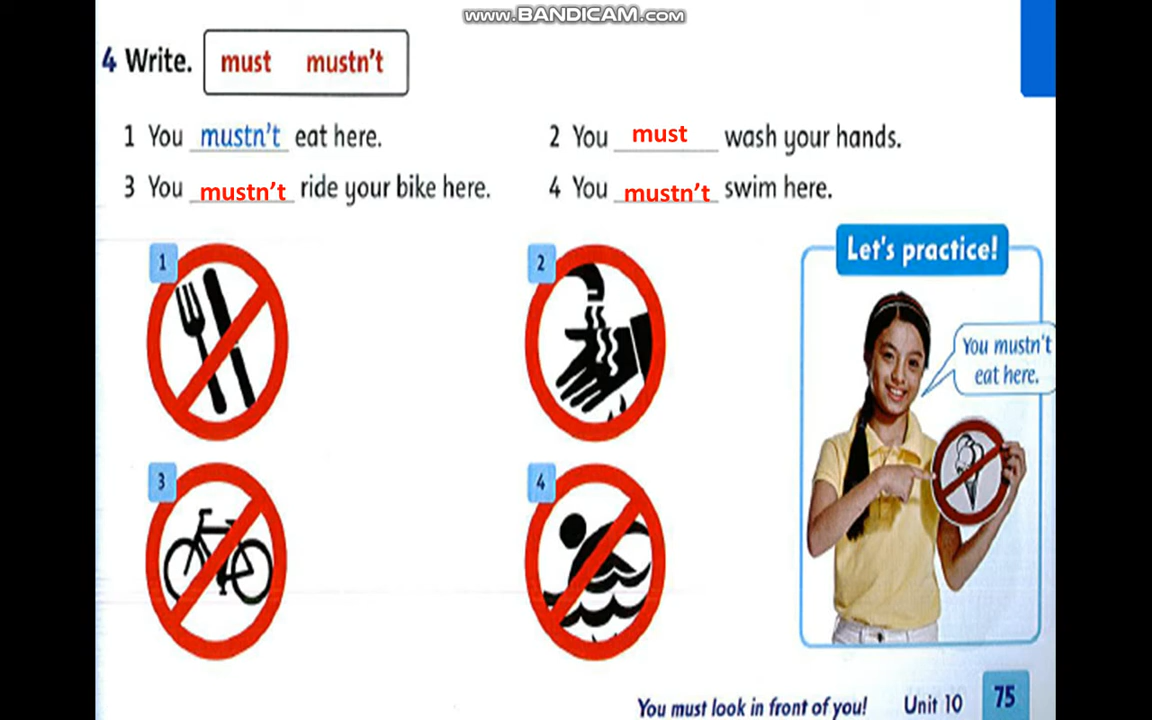 www.BANDICAM.com
4 Write. must mustn't
1 You mustn't eat here. 2 You must wash your hands.
3 You mustn't ride your bike here. 4 You mustn't swim here.
1
2
Let's practice!
You mustn't
eat here.
3
4
You must look in front of you! Unit 10 75